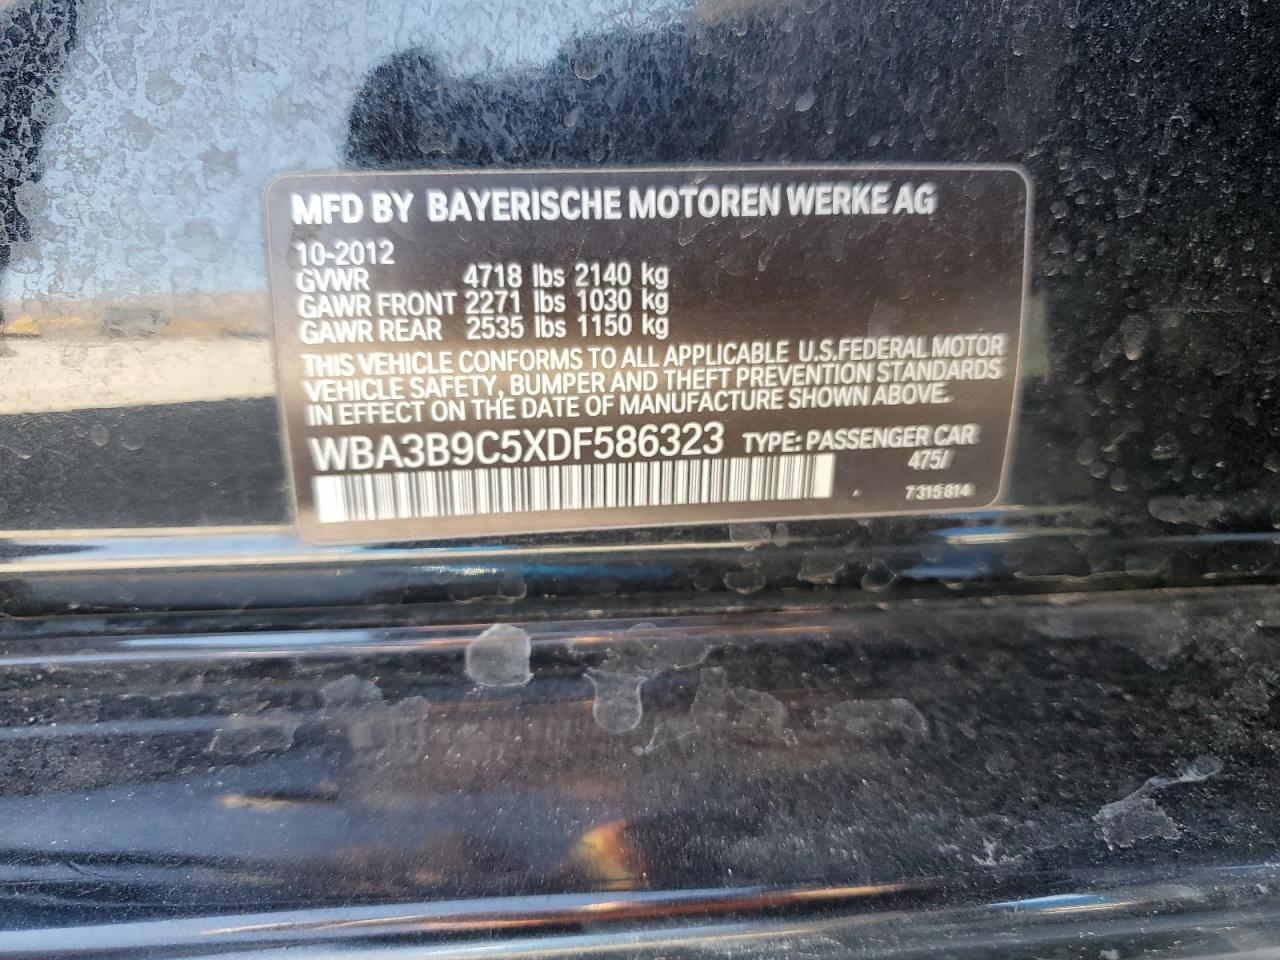 MFD BY BAYERISCHE MOTOREN WERKE AG
10-2012
GVWR 4718 lbs 2140 kg
GAWR FRONT 2271 lbs 1030 kg
GAWR REAR 2535 lbs 1150 kg
THIS VEHICLE CONFORMS TO ALL APPLICABLE U.S.FEDERAL MOTOR
VEHICLE SAFETY, BUMPER AND THEFT PREVENTION STANDARDS
IN EFFECT ON THE DATE OF MANUFACTURE SHOWN ABOVE.
WBA3B9C5XDF586323 TYPE: PASSENGER CAR
475/
7 315 814